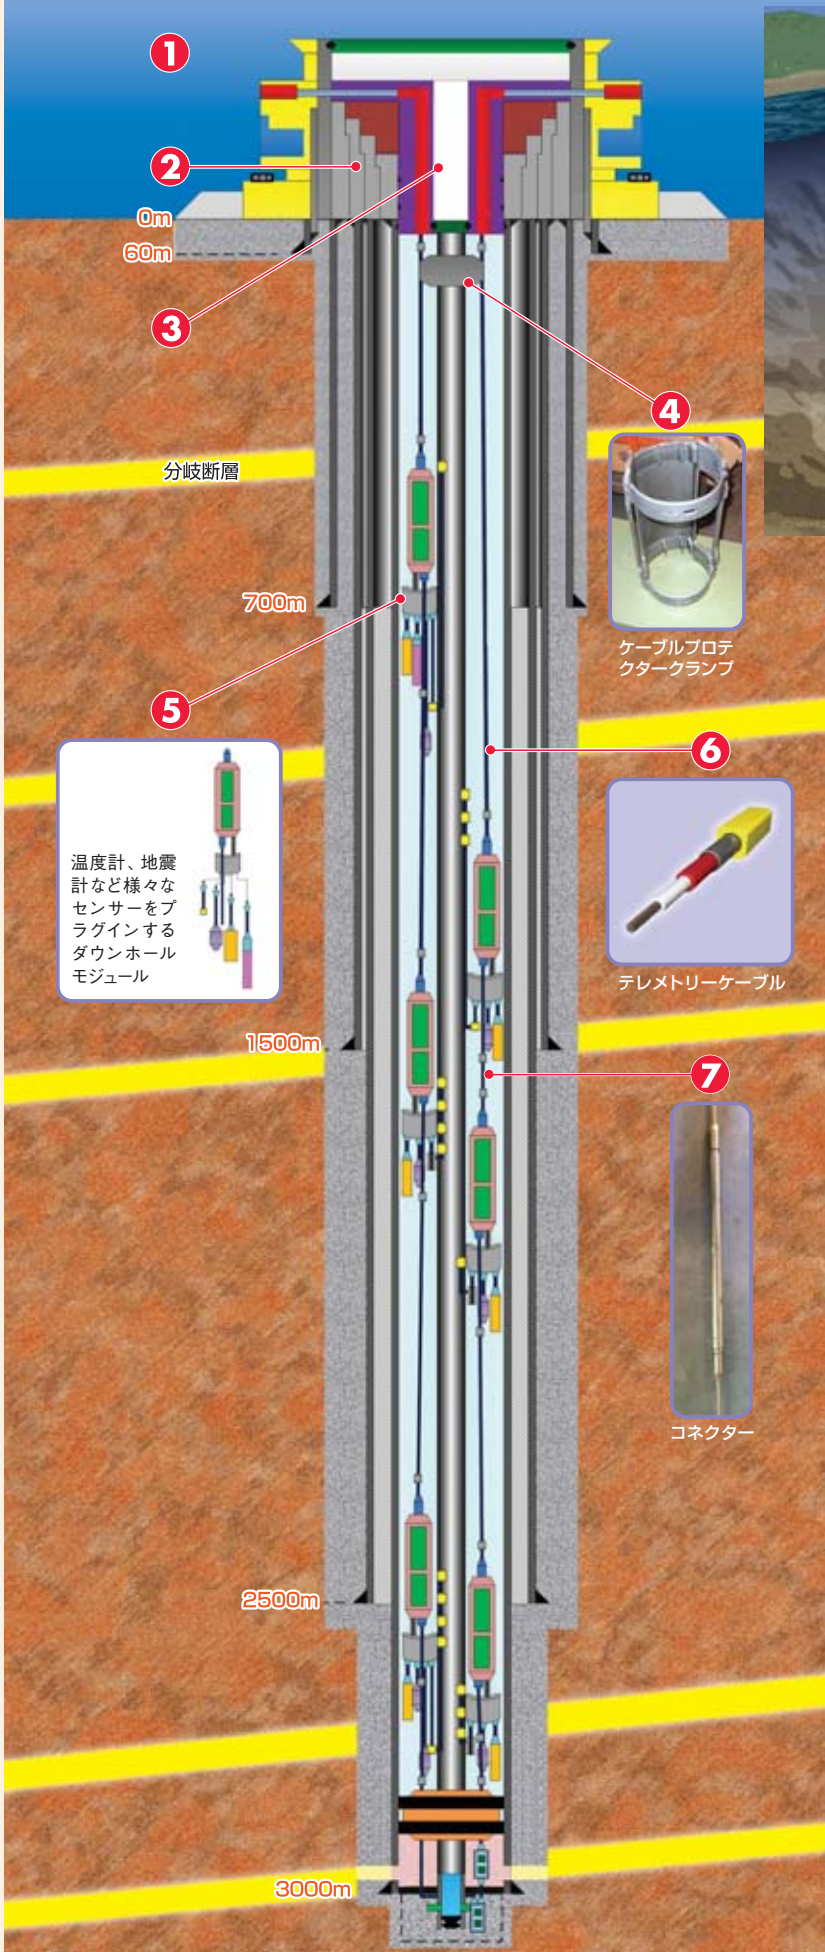 1
2
0m
60m
3
4
分岐断層
700m
ケーブルプロテ
クタークランプ
5
6
温度計、地震
計など様々な
センサーをプ
ラグインする
ダウンホール
モジュール
テレメトリーケーブル
1500m
7
コネクター
2500m
3000m